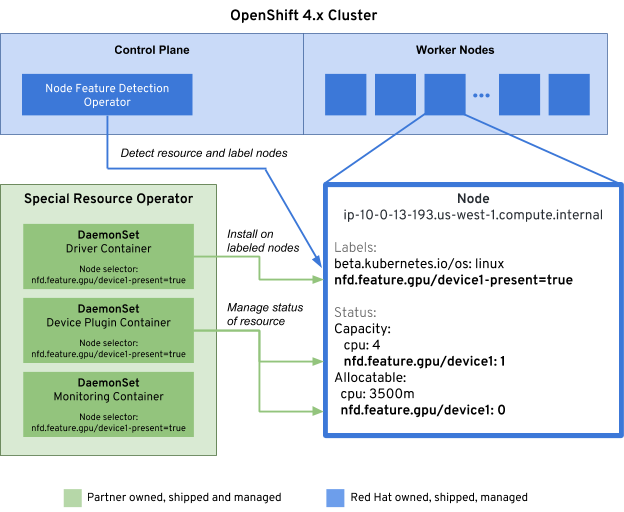 OpenShift 4.x Cluster
Control Plane
Worker Nodes
Node Feature Detection
Operator
...
Detect resource and label nodes
Special Resource Operator
DaemonSet
Driver Container
Node selector:
nfd.feature.gpu/device1-present=true
DaemonSet
Device Plugin Container
Node selector:
nfd.feature.gpu/device1-present=true
DaemonSet
Monitoring Container
Node selector:
nfd.feature.gpu/device1-present=true
Install on
labeled nodes
Manage status
of resource
Node
ip-10-0-13-193.us-west-1.compute.internal
Labels:
beta.kubernetes.io/os: linux
nfd.feature.gpu/device1-present=true
Status:
Capacity:
cpu: 4
nfd.feature.gpu/device1: 1
Allocatable:
cpu: 3500m
nfd.feature.gpu/device1: 0
Partner owned, shipped and managed
Red Hat owned, shipped, managed